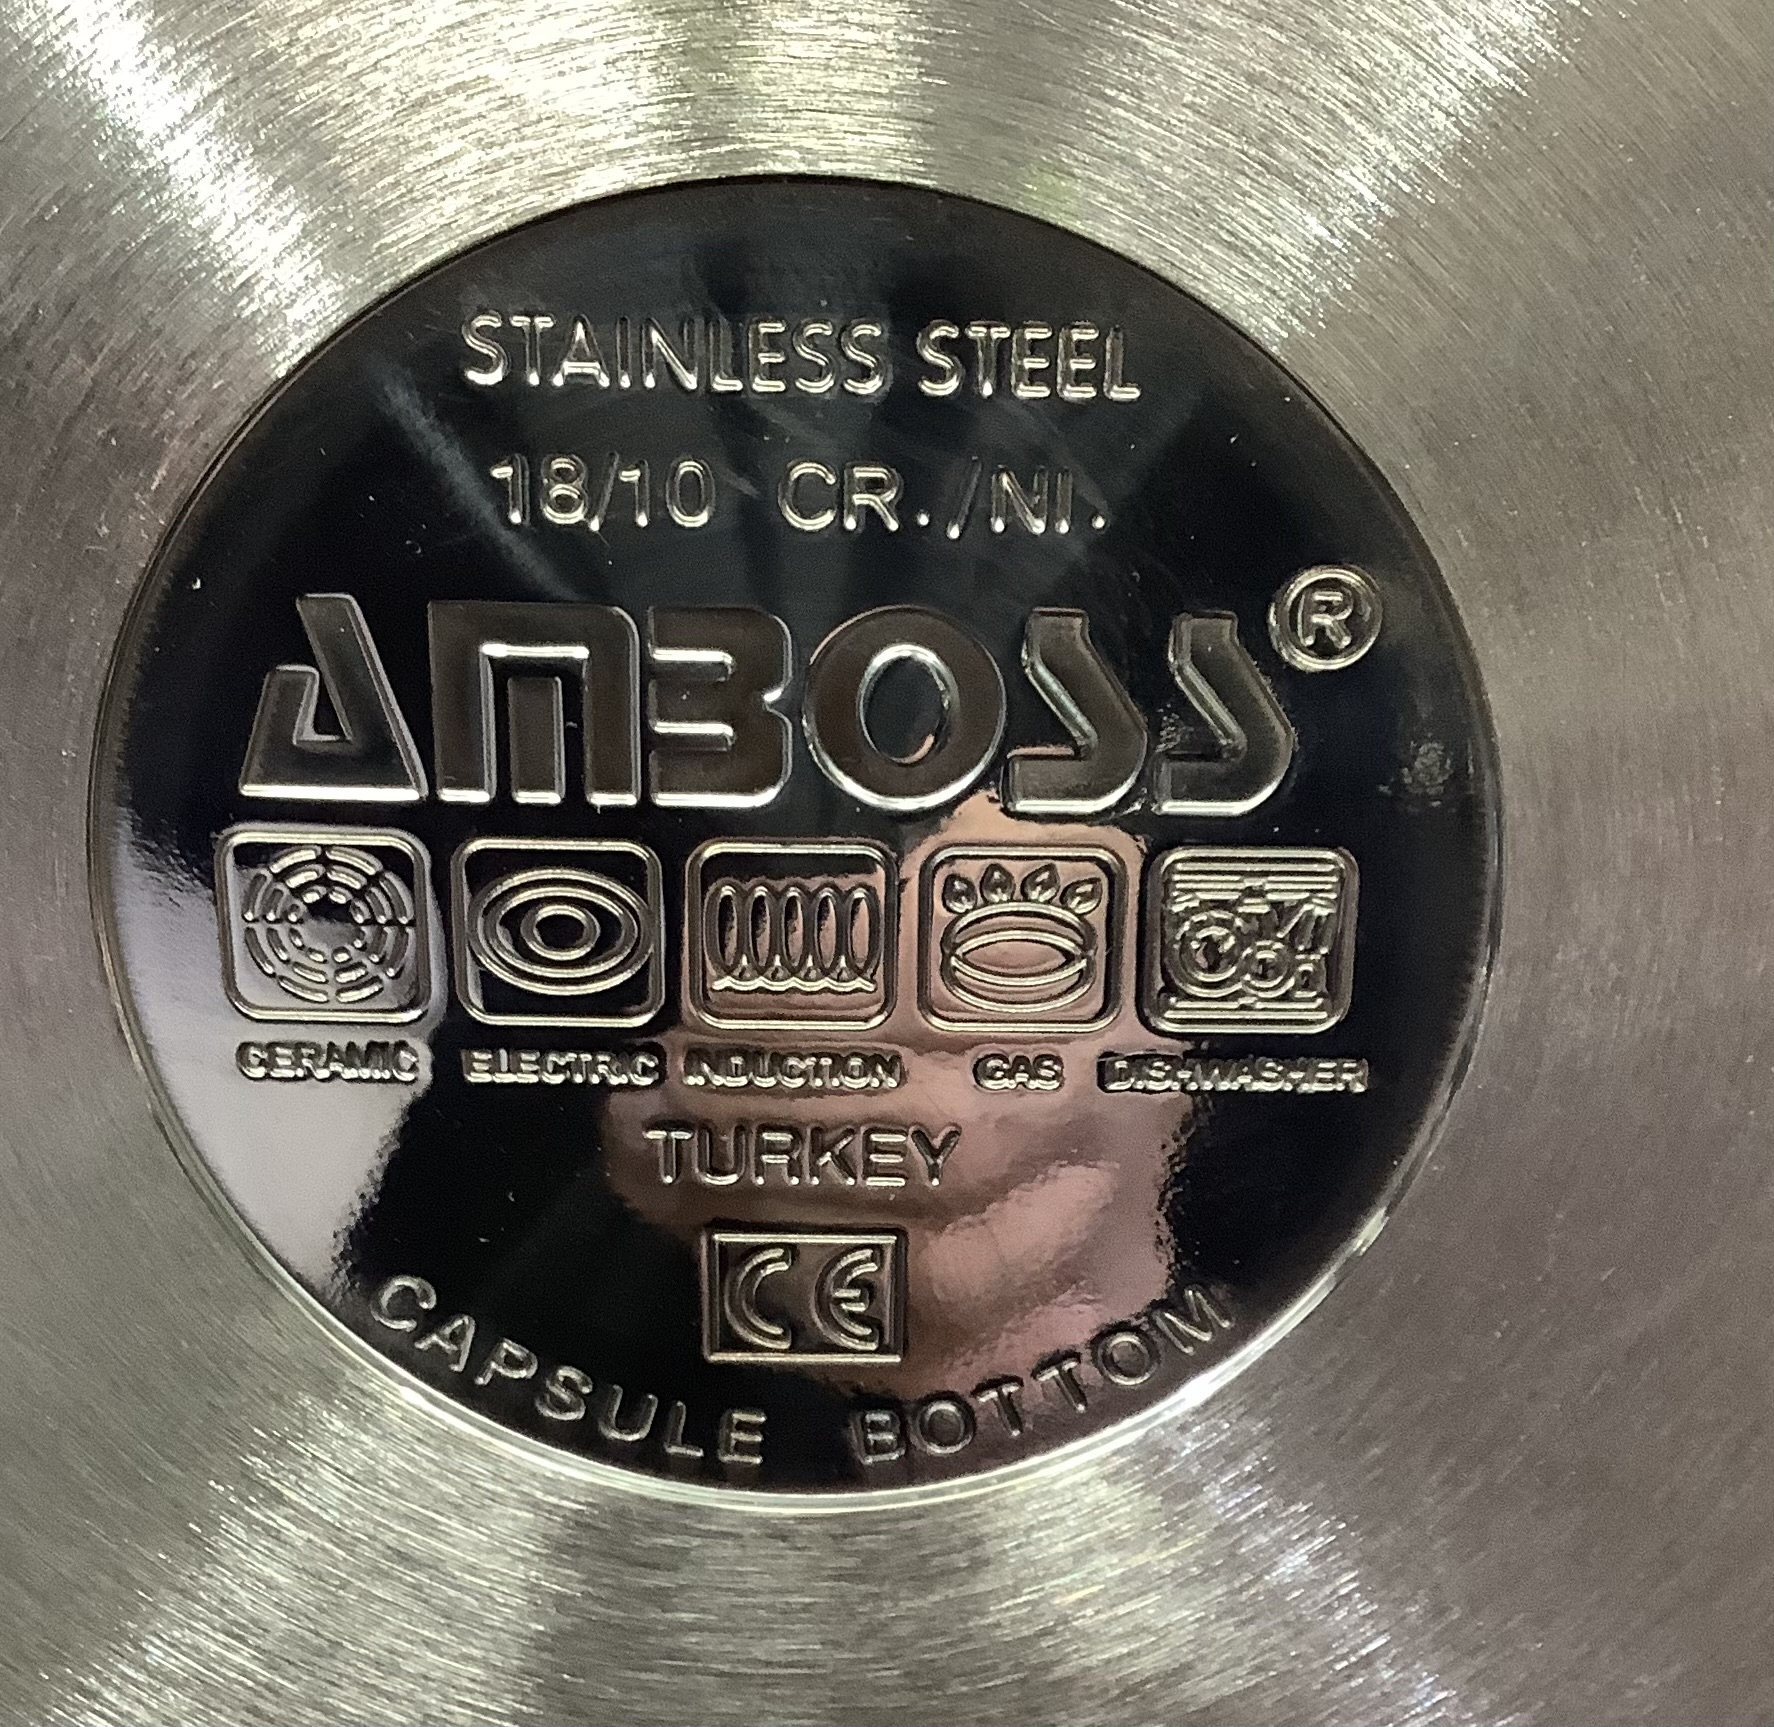 STAINLESS STEEL
18/10 CR./NI.
AMBOSS®
CERAMIC ELECTRIC INDUCTION GAS DISHWASHER
TURKEY
CE
CAPSULE BOTTOM